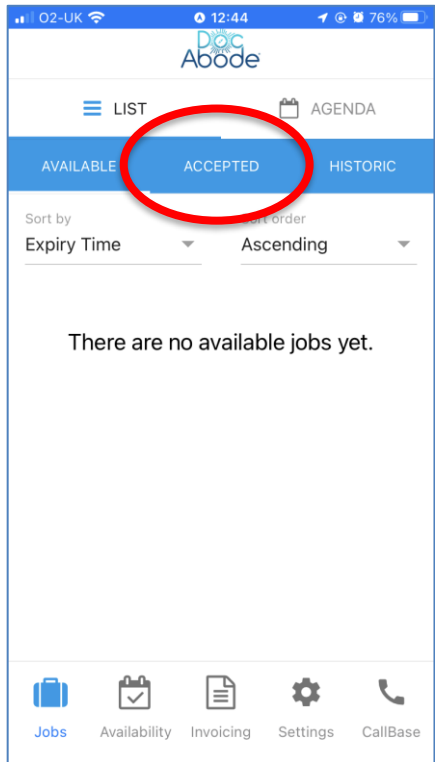 O2-UK 12:44 76%
Doc
Abode
LIST AGENDA
AVAILABLE ACCEPTED HISTORIC
Sort by order
Expiry Time Ascending
There are no available jobs yet.
Jobs Availability Invoicing Settings CallBase